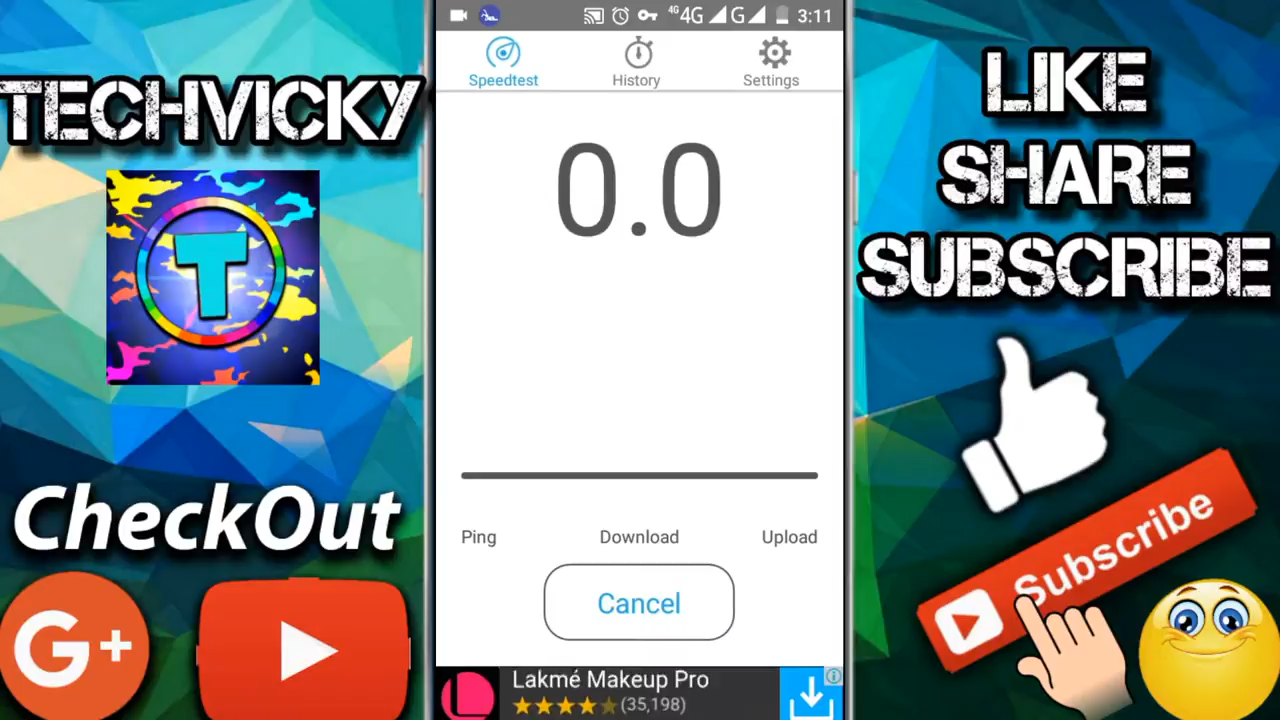 TECHVICKY
T
CheckOut
G+
4G 4G G 3:11
Speedtest History Settings
0.0
Ping Download Upload
Cancel
Lakmé Makeup Pro
(35,198)
LIKE
SHARE
SUBSCRIBE
Subscribe